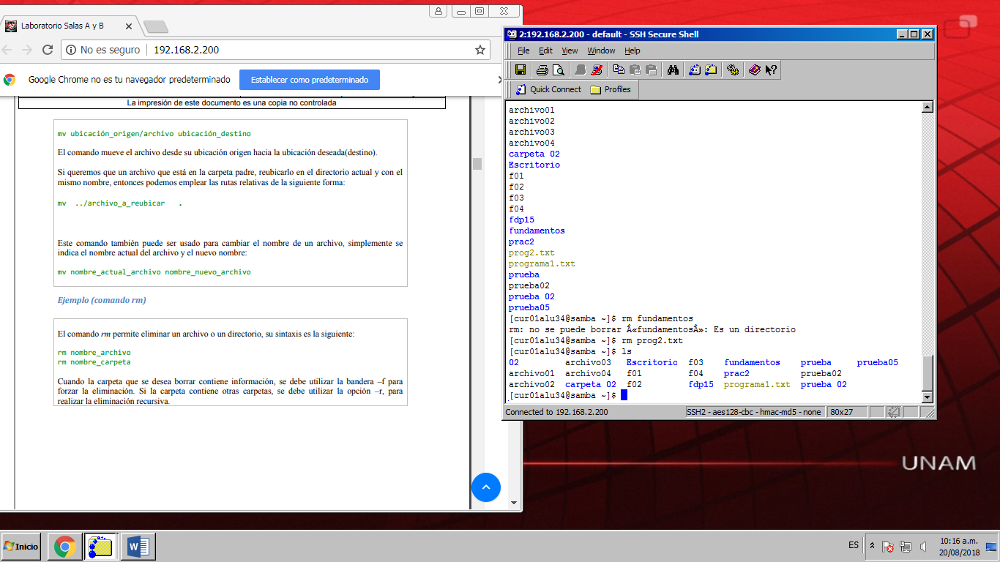 Laboratorio Salas A y B
No es seguro
192.168.2.200
Google Chrome no es tu navegador predeterminado
Establecer como predeterminado
La impresión de este documento es una copia no controlada
mv ubicación_origen/archivo ubicación_destino
El comando mueve el archivo desde su ubicación origen hacia la ubicación deseada(destino).
Si queremos que un archivo que está en la carpeta padre, reubicarlo en el directorio actual y con el
mismo nombre, entonces podemos emplear las rutas relativas de la siguiente forma:
mv ../archivo_a_reubicar .
Este comando también puede ser usado para cambiar el nombre de un archivo, simplemente se
indica el nombre actual del archivo y el nuevo nombre:
mv nombre_actual_archivo nombre_nuevo_archivo
Ejemplo (comando rm)
El comando rm permite eliminar un archivo o un directorio, su sintaxis es la siguiente:
rm nombre_archivo
rm nombre_carpeta
Cuando la carpeta que se desea borrar contiene información, se debe utilizar la bandera –f para
forzar la eliminación. Si la carpeta contiene otras carpetas, se debe utilizar la opción –r, para
realizar la eliminación recursiva.
2:192.168.2.200 - default - SSH Secure Shell
File Edit View Window Help
Quick Connect Profiles
archivo01
archivo02
archivo03
archivo04
carpeta 02
Escritorio
f01
f02
f03
f04
fdp15
fundamentos
prac2
prog2.txt
programa1.txt
prueba
prueba02
prueba 02
prueba05
[cur01alu34@samba ~]$ rm fundamentos
rm: no se puede borrar Â«fundamentosÂ»: Es un directorio
[cur01alu34@samba ~]$ rm prog2.txt
[cur01alu34@samba ~]$ ls
02 archivo03 Escritorio f03 fundamentos prueba prueba05
archivo01 archivo04 f01 f04 prac2 prueba02
archivo02 carpeta 02 f02 fdp15 programa1.txt prueba 02
[cur01alu34@samba ~]$
Connected to 192.168.2.200
SSH2 - aes128-cbc - hmac-md5 - none
80x27
UNAM
Inicio
ES
10:16 a.m.
20/08/2018